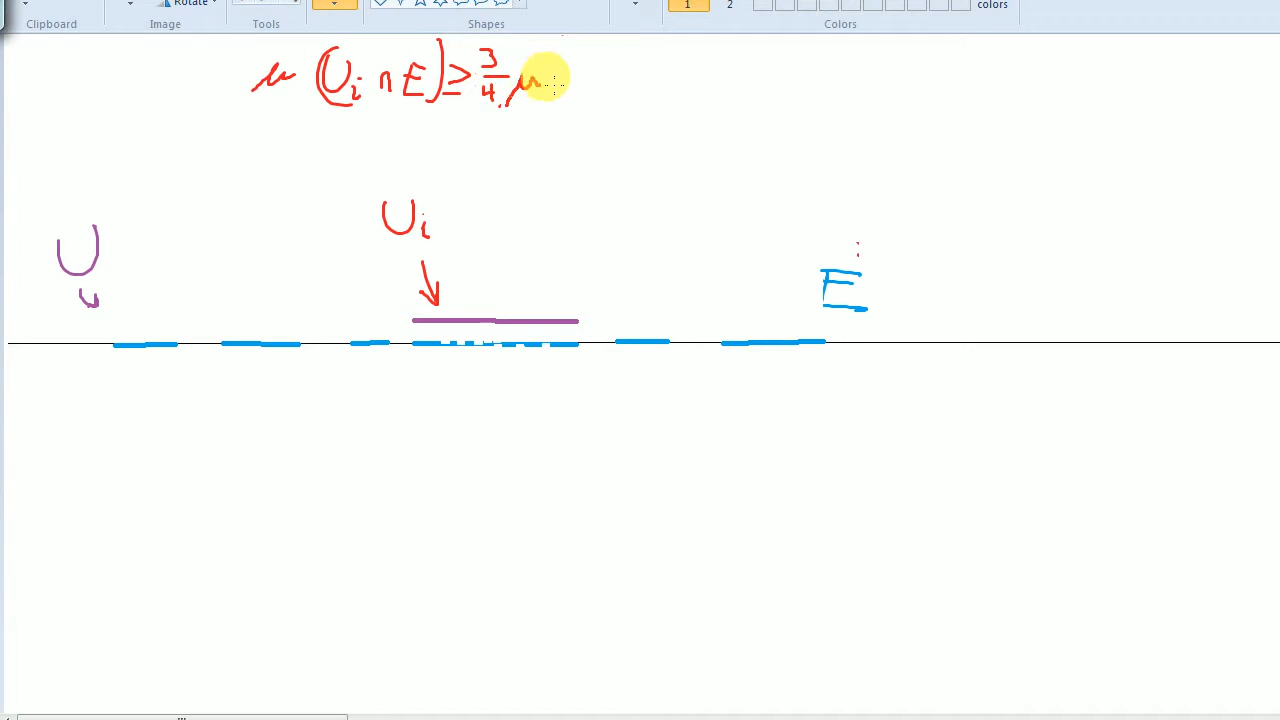 Rotate
1
2
colors
Clipboard
Image
Tools
Shapes
Colors
μ (Uᵢ ∩ E) ≥ 3/4 μ
Uᵢ
U
E